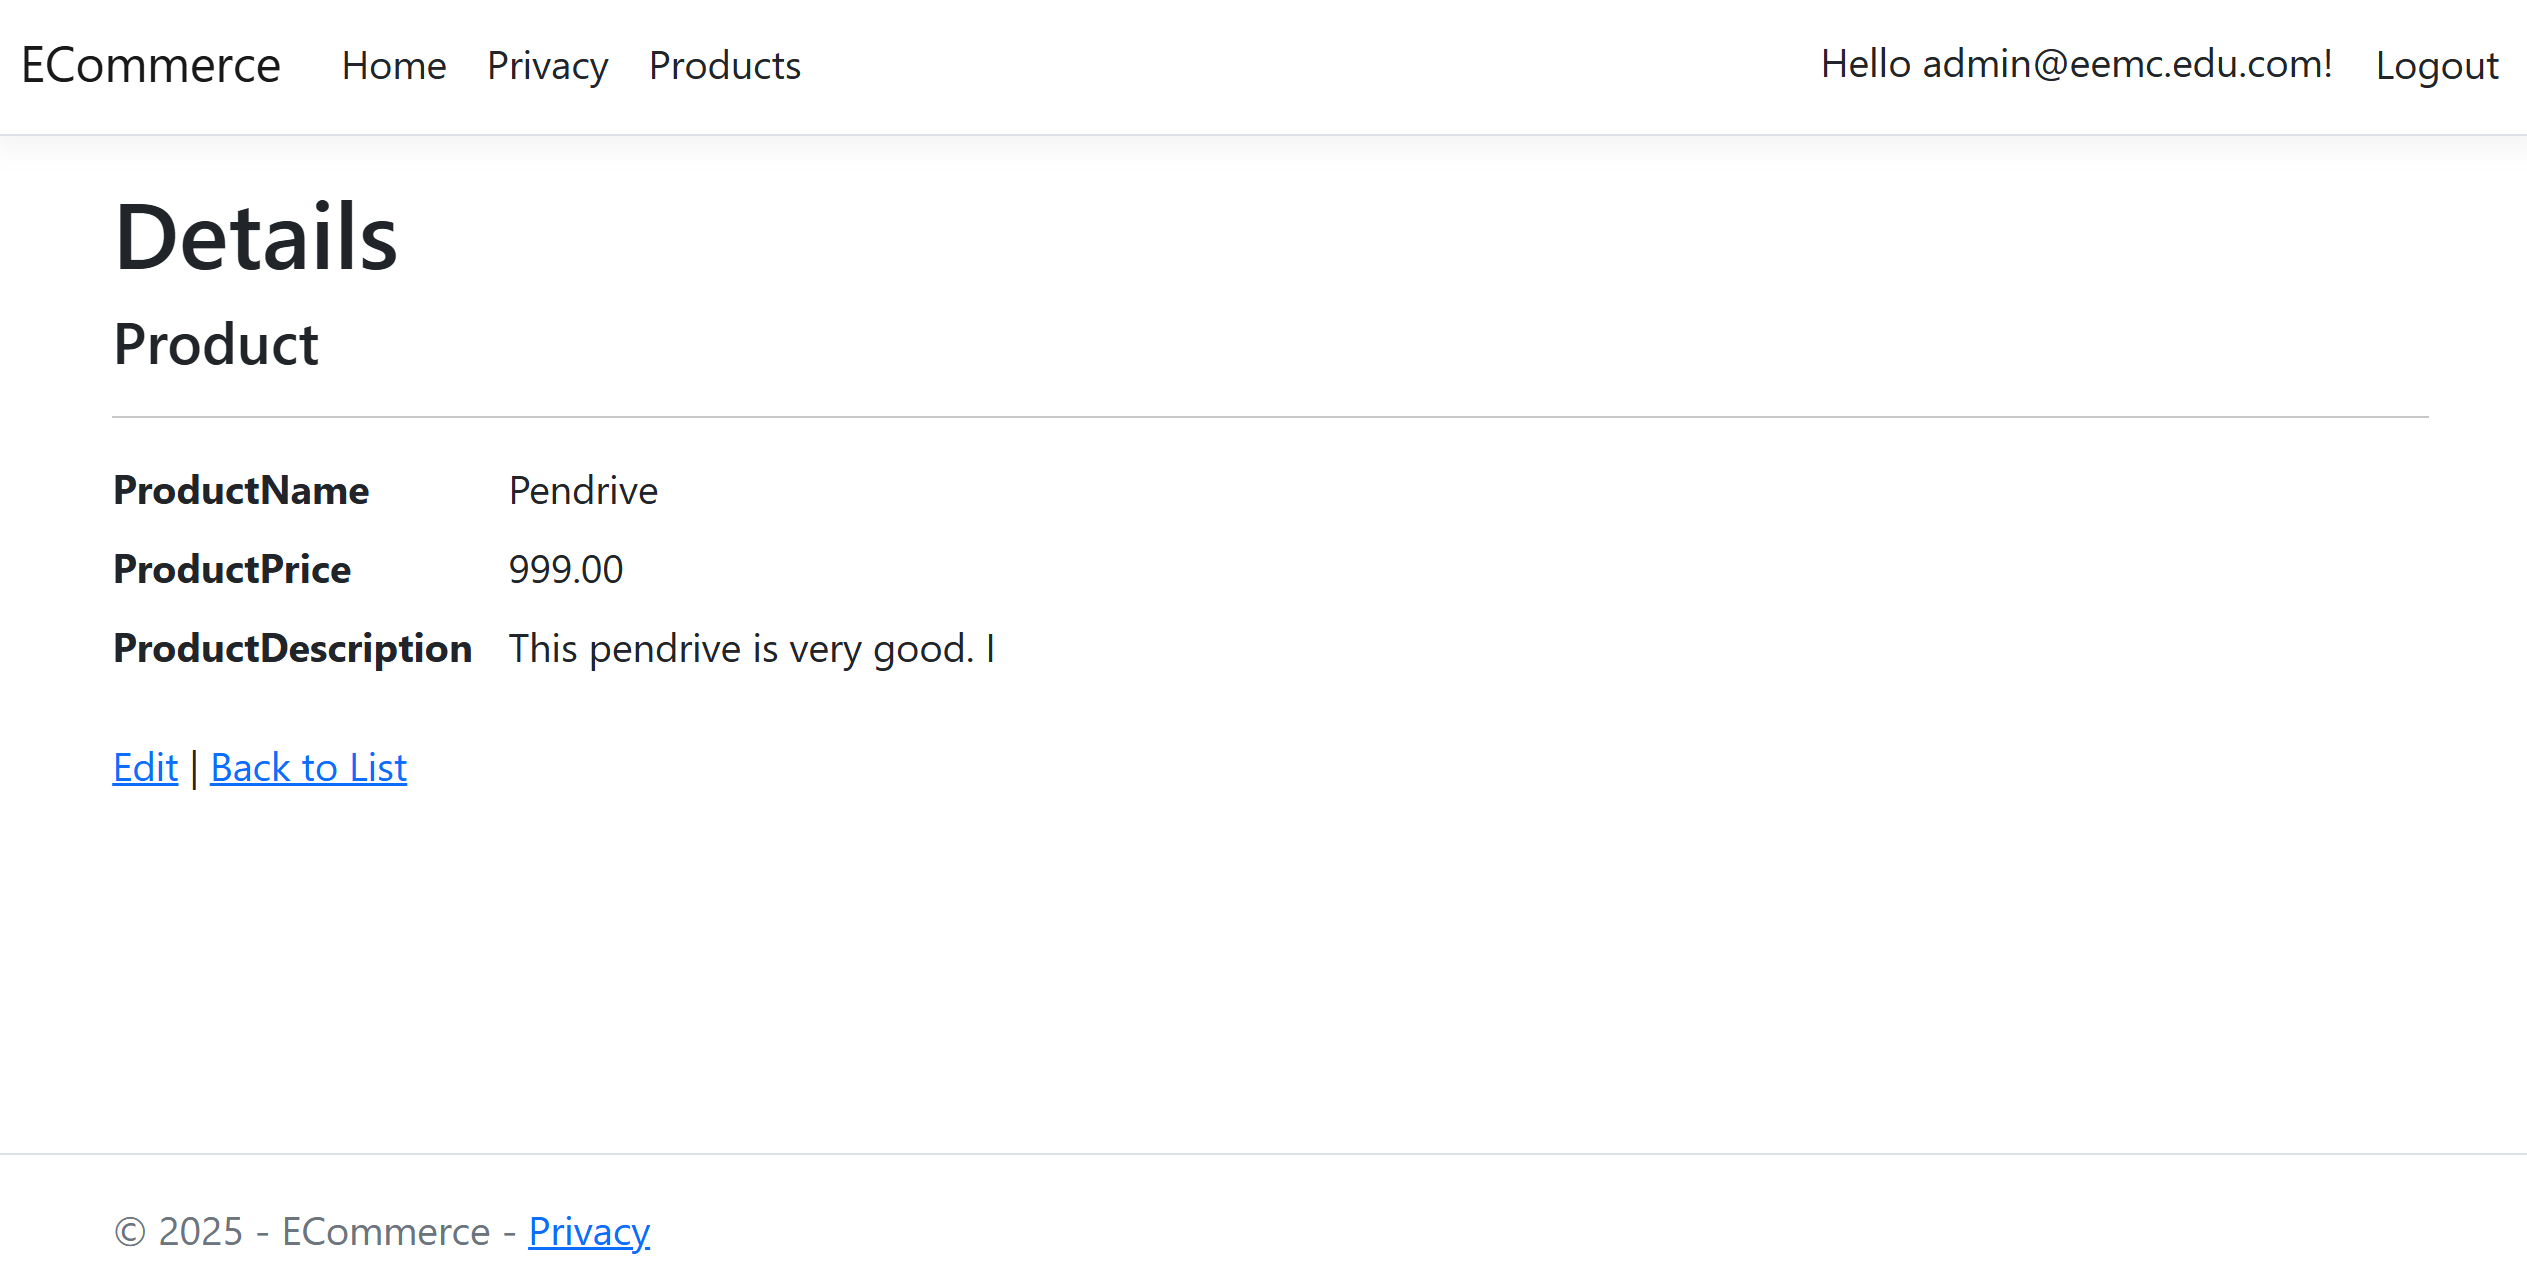 ECommerce Home Privacy Products Hello admin@eemc.edu.com! Logout
Details
Product
ProductName Pendrive
ProductPrice 999.00
ProductDescription This pendrive is very good. I
Edit | Back to List
© 2025 - ECommerce - Privacy